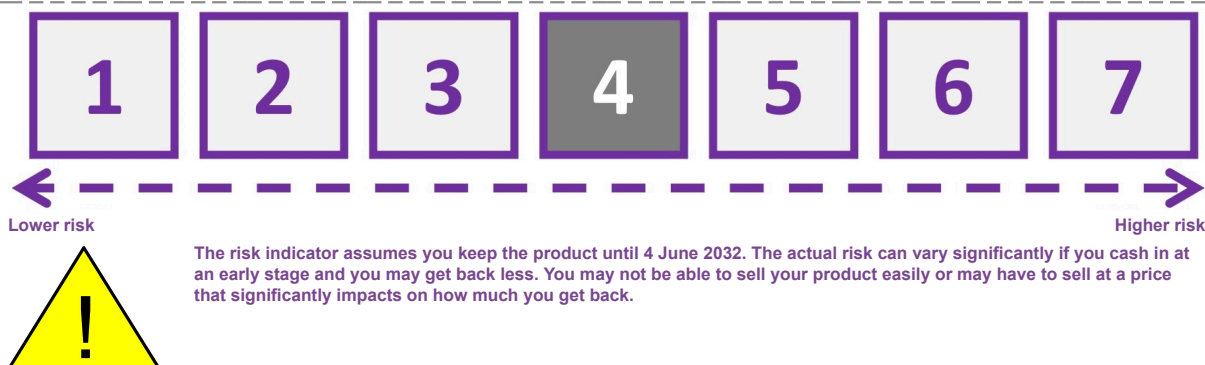 1 2 3 4 5 6 7
Lower risk Higher risk
The risk indicator assumes you keep the product until 4 June 2032. The actual risk can vary significantly if you cash in at
an early stage and you may get back less. You may not be able to sell your product easily or may have to sell at a price
that significantly impacts on how much you get back.
!